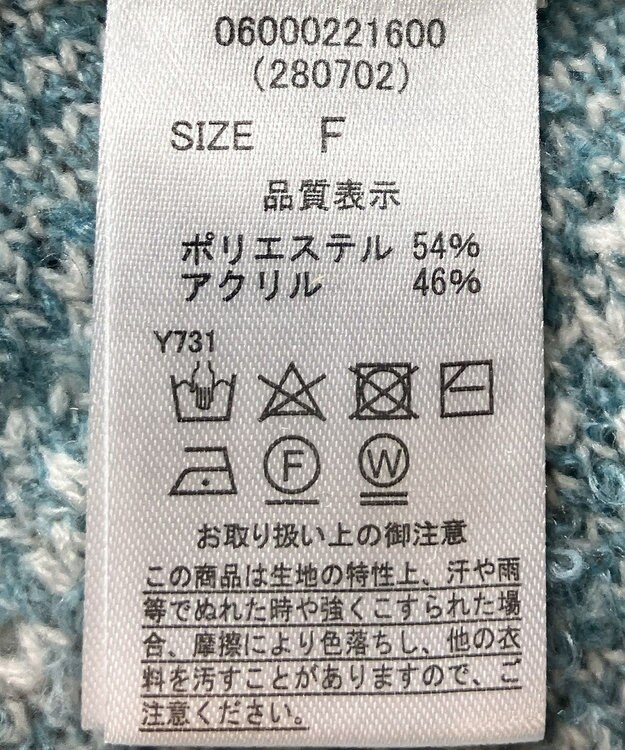 06000221600
(280702)
SIZE F
品質表示
ポリエステル 54%
アクリル 46%
Y731
F W
お取り扱い上の御注意
この商品は生地の特性上、汗や雨
等でぬれた時や強くこすられた場
合、摩擦により色落ちし、他の衣
料を汚すことがありますので、ご
注意ください。